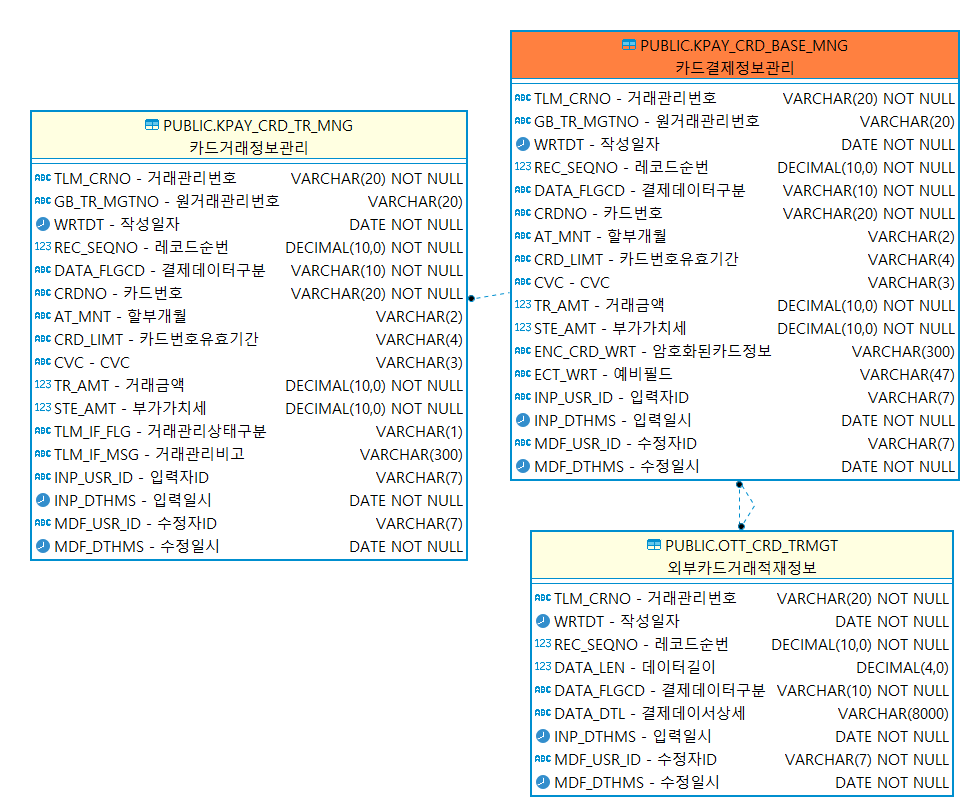 PUBLIC.KPAY_CRD_TR_MNG
카드거래정보관리
ABC TLM_CRNO - 거래관리번호 VARCHAR(20) NOT NULL
ABC GB_TR_MGTNO - 원거래관리번호 VARCHAR(20)
WRTDT - 작성일자 DATE NOT NULL
123 REC_SEQNO - 레코드순번 DECIMAL(10,0) NOT NULL
ABC DATA_FLGCD - 결제데이터구분 VARCHAR(10) NOT NULL
ABC CRDNO - 카드번호 VARCHAR(20) NOT NULL
ABC AT_MNT - 할부개월 VARCHAR(2)
ABC CRD_LIMT - 카드번호유효기간 VARCHAR(4)
ABC CVC - CVC VARCHAR(3)
123 TR_AMT - 거래금액 DECIMAL(10,0) NOT NULL
123 STE_AMT - 부가가치세 DECIMAL(10,0) NOT NULL
ABC TLM_IF_FLG - 거래관리상태구분 VARCHAR(1)
ABC TLM_IF_MSG - 거래관리비고 VARCHAR(300)
ABC INP_USR_ID - 입력자ID VARCHAR(7)
INP_DTHMS - 입력일시 DATE NOT NULL
ABC MDF_USR_ID - 수정자ID VARCHAR(7)
MDF_DTHMS - 수정일시 DATE NOT NULL
PUBLIC.KPAY_CRD_BASE_MNG
카드결제정보관리
ABC TLM_CRNO - 거래관리번호 VARCHAR(20) NOT NULL
ABC GB_TR_MGTNO - 원거래관리번호 VARCHAR(20)
WRTDT - 작성일자 DATE NOT NULL
123 REC_SEQNO - 레코드순번 DECIMAL(10,0) NOT NULL
ABC DATA_FLGCD - 결제데이터구분 VARCHAR(10) NOT NULL
ABC CRDNO - 카드번호 VARCHAR(20) NOT NULL
ABC AT_MNT - 할부개월 VARCHAR(2)
ABC CRD_LIMT - 카드번호유효기간 VARCHAR(4)
ABC CVC - CVC VARCHAR(3)
123 TR_AMT - 거래금액 DECIMAL(10,0) NOT NULL
123 STE_AMT - 부가가치세 DECIMAL(10,0) NOT NULL
ABC ENC_CRD_WRT - 암호화된카드정보 VARCHAR(300)
ABC ECT_WRT - 예비필드 VARCHAR(47)
ABC INP_USR_ID - 입력자ID VARCHAR(7)
INP_DTHMS - 입력일시 DATE NOT NULL
ABC MDF_USR_ID - 수정자ID VARCHAR(7)
MDF_DTHMS - 수정일시 DATE NOT NULL
PUBLIC.OTT_CRD_TRMGT
외부카드거래적재정보
ABC TLM_CRNO - 거래관리번호 VARCHAR(20) NOT NULL
WRTDT - 작성일자 DATE NOT NULL
123 REC_SEQNO - 레코드순번 DECIMAL(10,0) NOT NULL
123 DATA_LEN - 데이터길이 DECIMAL(4,0)
ABC DATA_FLGCD - 결제데이터구분 VARCHAR(10) NOT NULL
ABC DATA_DTL - 결제데이서상세 VARCHAR(8000)
INP_DTHMS - 입력일시 DATE NOT NULL
ABC MDF_USR_ID - 수정자ID VARCHAR(7) NOT NULL
MDF_DTHMS - 수정일시 DATE NOT NULL